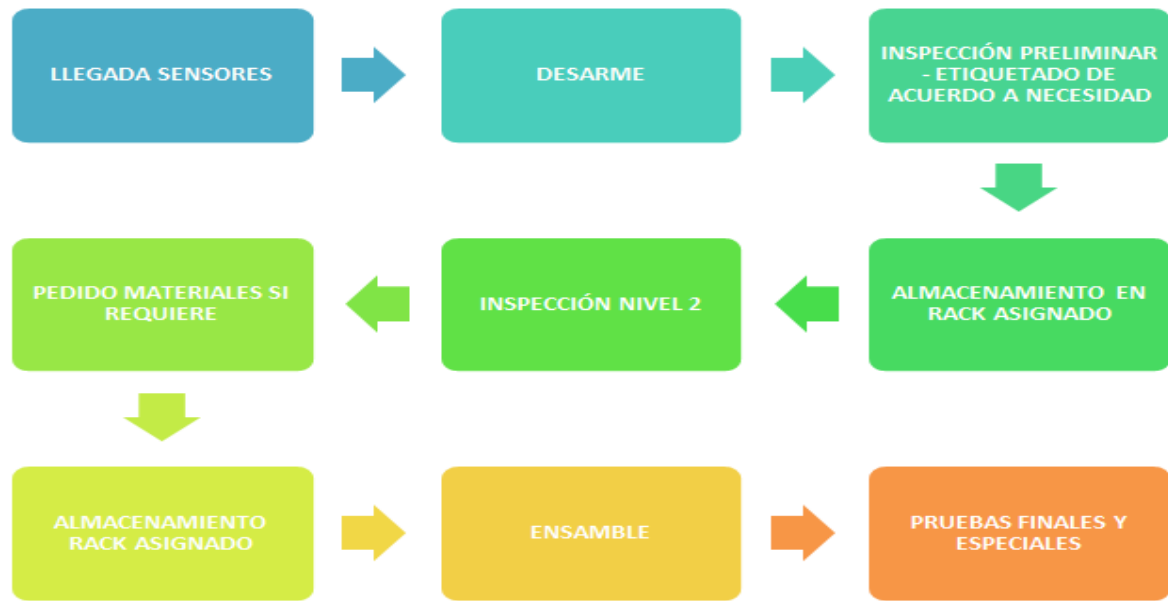 LLEGADA SENSORES
DESARME
INSPECCIÓN PRELIMINAR
- ETIQUETADO DE
ACUERDO A NECESIDAD
ALMACENAMIENTO EN
RACK ASIGNADO
INSPECCIÓN NIVEL 2
PEDIDO MATERIALES SI
REQUIERE
ALMACENAMIENTO
RACK ASIGNADO
ENSAMBLE
PRUEBAS FINALES Y
ESPECIALES